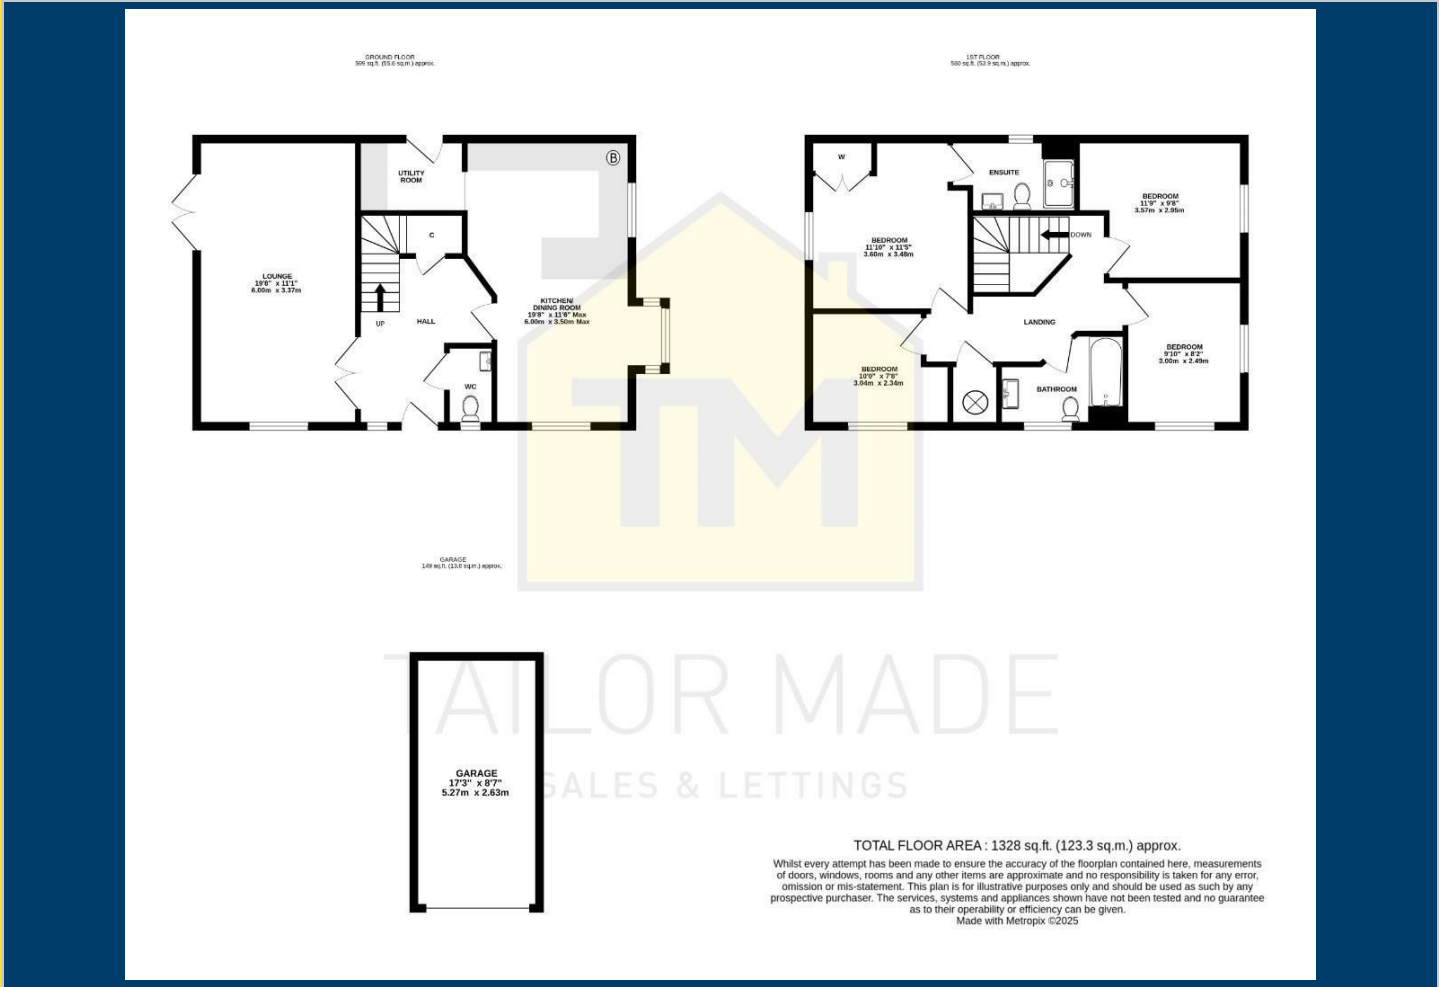 GROUND FLOOR
599 sq.ft. (55.6 sq.m.) approx.
1ST FLOOR
580 sq.ft. (53.9 sq.m.) approx.
UTILITY
ROOM
B
C
LOUNGE
19'8" x 11'1"
6.00m x 3.37m
KITCHEN/
DINING ROOM
19'8" x 11'6" Max
6.00m x 3.50m Max
UP
HALL
WC
W
ENSUITE
BEDROOM
11'9" x 9'8"
3.57m x 2.95m
BEDROOM
11'10" x 11'5"
3.60m x 3.48m
DOWN
LANDING
BEDROOM
9'10" x 8'2"
3.00m x 2.49m
BEDROOM
10'0" x 7'8"
3.04m x 2.34m
BATHROOM
TM
GARAGE
149 sq.ft. (13.8 sq.m.) approx.
TAILOR MADE
SALES & LETTINGS
GARAGE
17'3" x 8'7"
5.27m x 2.63m
TOTAL FLOOR AREA : 1328 sq.ft. (123.3 sq.m.) approx.
Whilst every attempt has been made to ensure the accuracy of the floorplan contained here, measurements
of doors, windows, rooms and any other items are approximate and no responsibility is taken for any error,
omission or mis-statement. This plan is for illustrative purposes only and should be used as such by any
prospective purchaser. The services, systems and appliances shown have not been tested and no guarantee
as to their operability or efficiency can be given.
Made with Metropix ©2025